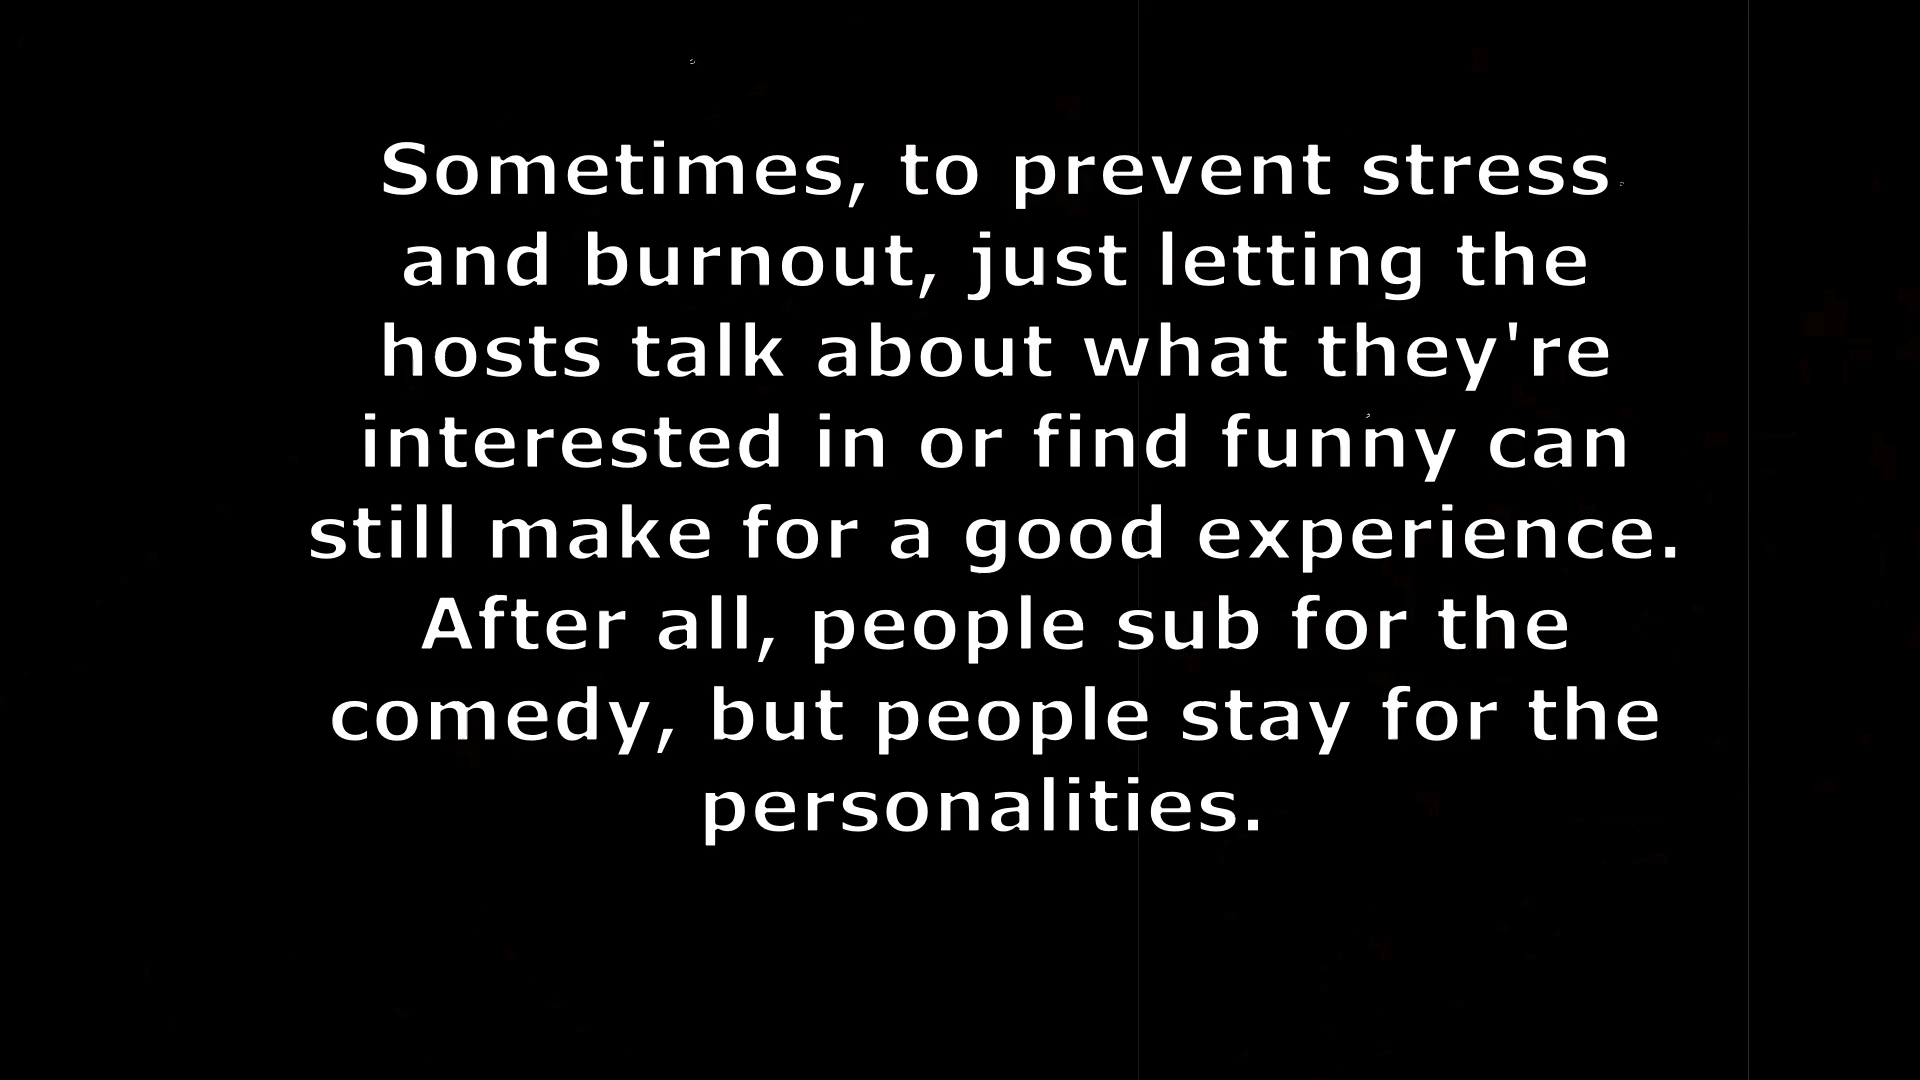 Sometimes, to prevent stress
and burnout, just letting the
hosts talk about what they're
interested in or find funny can
still make for a good experience.
After all, people sub for the
comedy, but people stay for the
personalities.